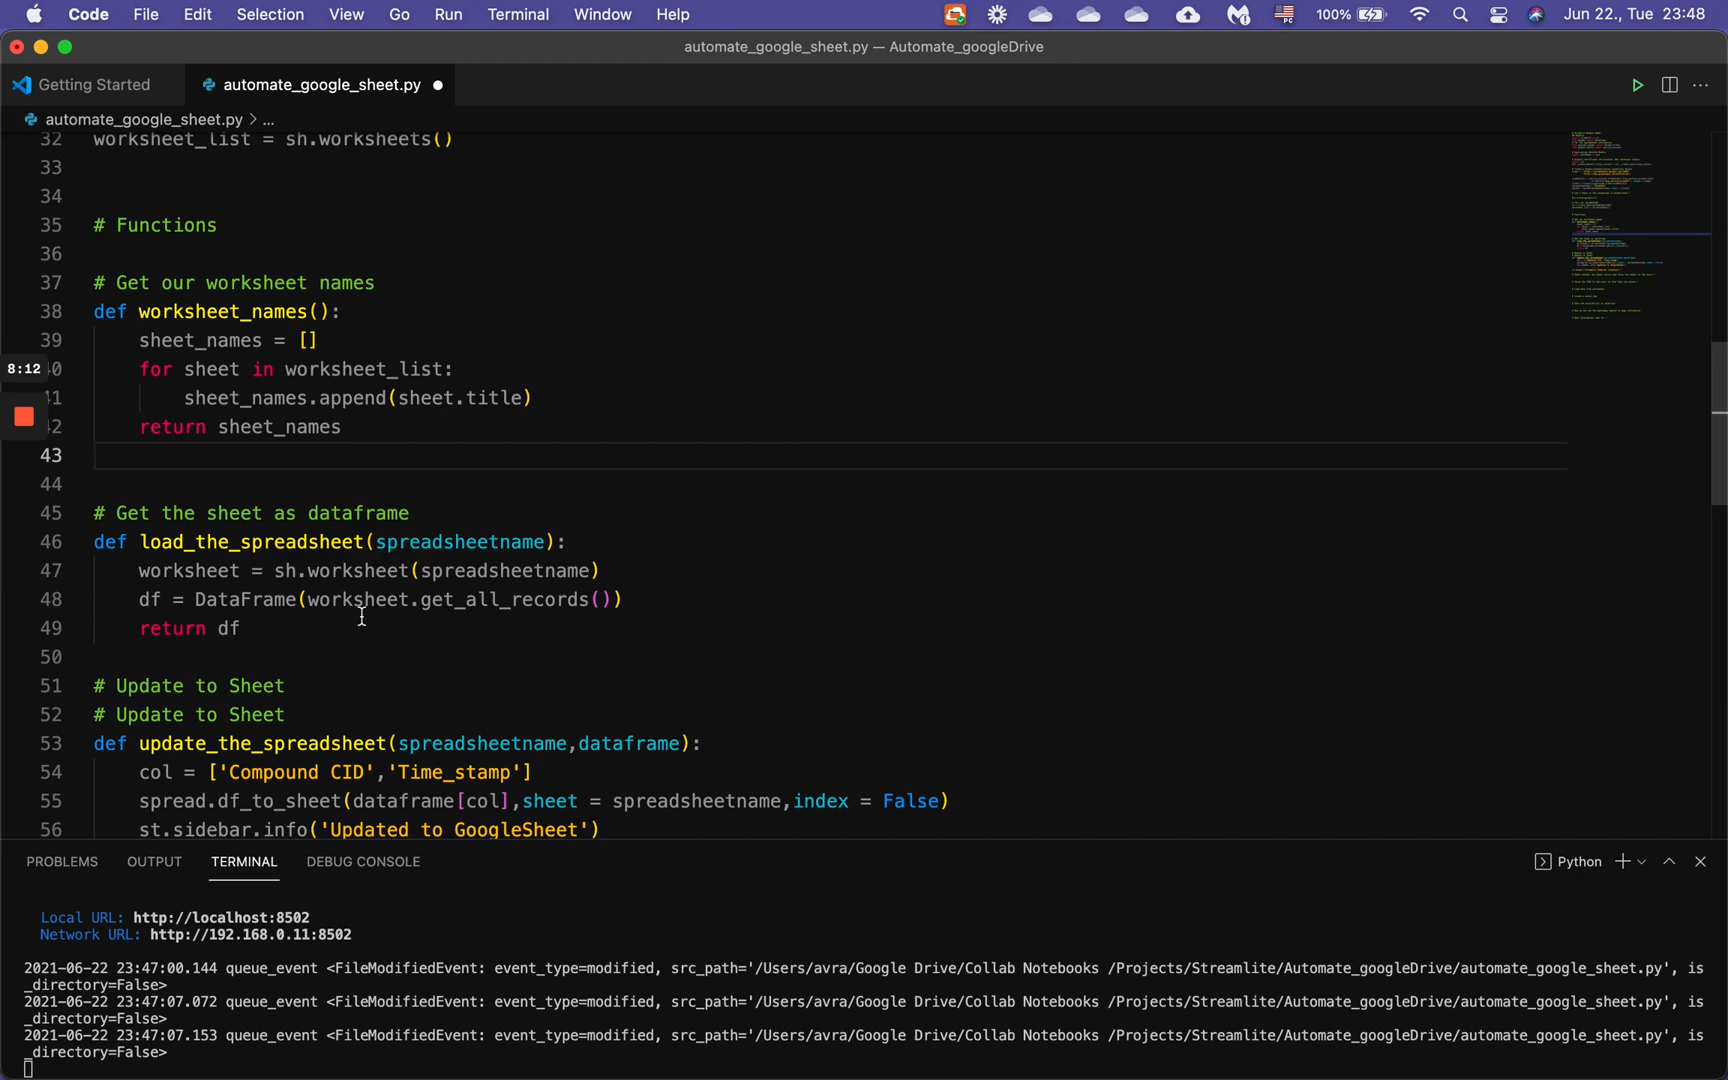 Code File Edit Selection View Go Run Terminal Window Help 100% Jun 22., Tue 23:48
automate_google_sheet.py — Automate_googleDrive
Getting Started automate_google_sheet.py
automate_google_sheet.py > ...
32 worksheet_list = sh.worksheets()
33
34
35 # Functions
36
37 # Get our worksheet names
38 def worksheet_names():
39 sheet_names = []
8:12 40 for sheet in worksheet_list:
41 sheet_names.append(sheet.title)
42 return sheet_names
43
44
45 # Get the sheet as dataframe
46 def load_the_spreadsheet(spreadsheetname):
47 worksheet = sh.worksheet(spreadsheetname)
48 df = DataFrame(worksheet.get_all_records())
49 return df
50
51 # Update to Sheet
52 # Update to Sheet
53 def update_the_spreadsheet(spreadsheetname,dataframe):
54 col = ['Compound CID','Time_stamp']
55 spread.df_to_sheet(dataframe[col],sheet = spreadsheetname,index = False)
56 st.sidebar.info('Updated to GoogleSheet')
PROBLEMS OUTPUT TERMINAL DEBUG CONSOLE Python
Local URL: http://localhost:8502
Network URL: http://192.168.0.11:8502
2021-06-22 23:47:00.144 queue_event <FileModifiedEvent: event_type=modified, src_path='/Users/avra/Google Drive/Collab Notebooks /Projects/Streamlite/Automate_googleDrive/automate_google_sheet.py', is
_directory=False>
2021-06-22 23:47:07.072 queue_event <FileModifiedEvent: event_type=modified, src_path='/Users/avra/Google Drive/Collab Notebooks /Projects/Streamlite/Automate_googleDrive/automate_google_sheet.py', is
_directory=False>
2021-06-22 23:47:07.153 queue_event <FileModifiedEvent: event_type=modified, src_path='/Users/avra/Google Drive/Collab Notebooks /Projects/Streamlite/Automate_googleDrive/automate_google_sheet.py', is
_directory=False>